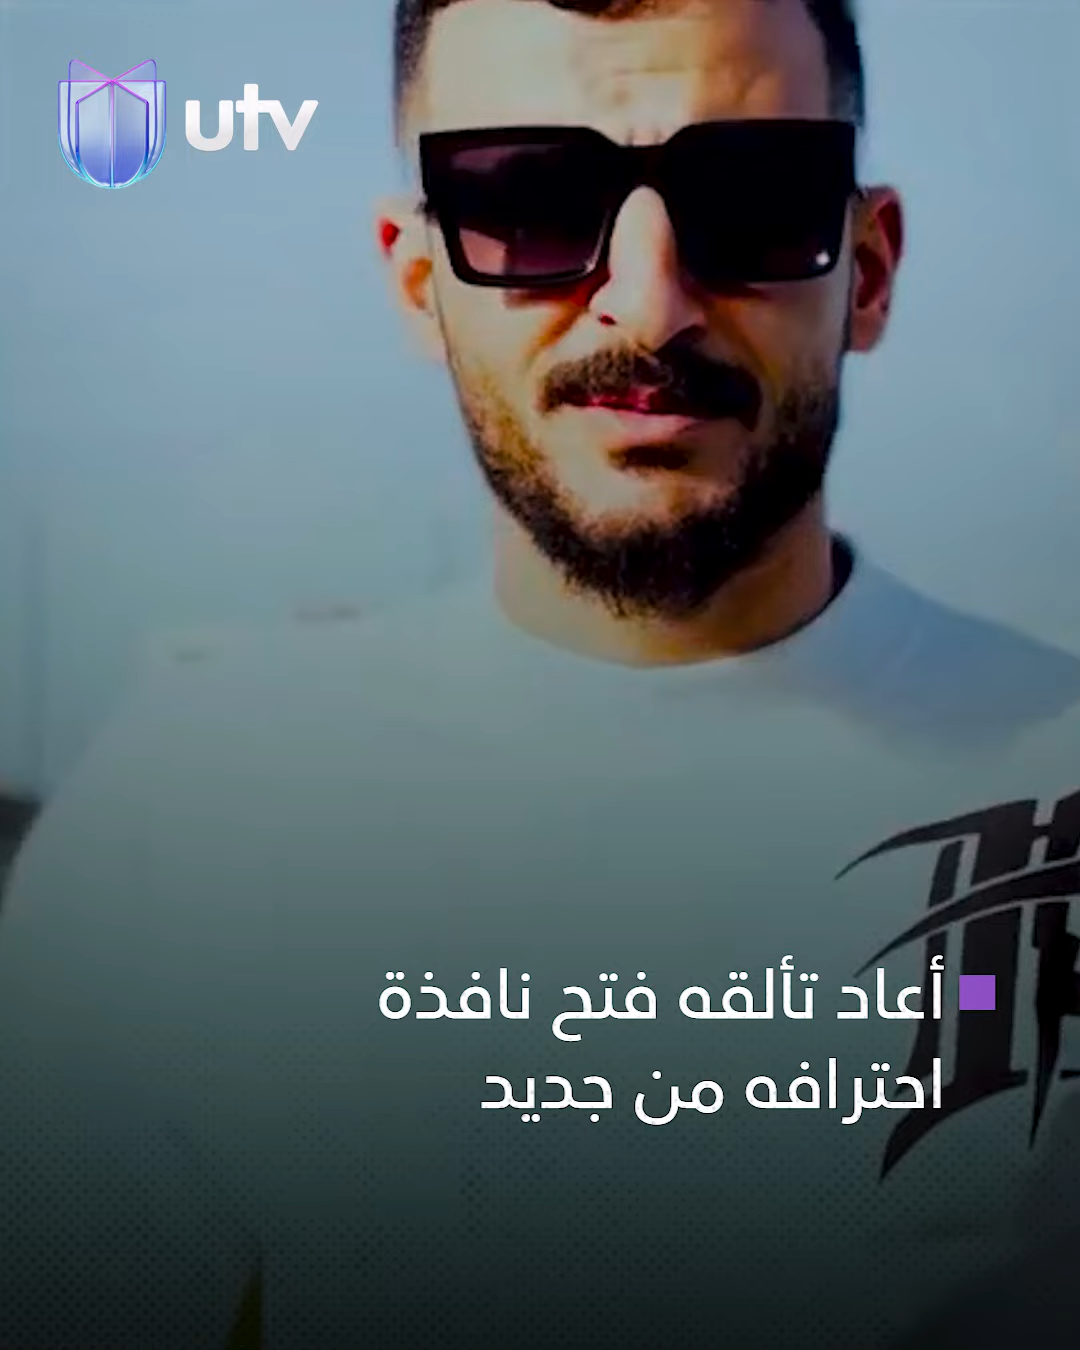 utv
أعاد تألقه فتح نافذة
احترافه من جديد